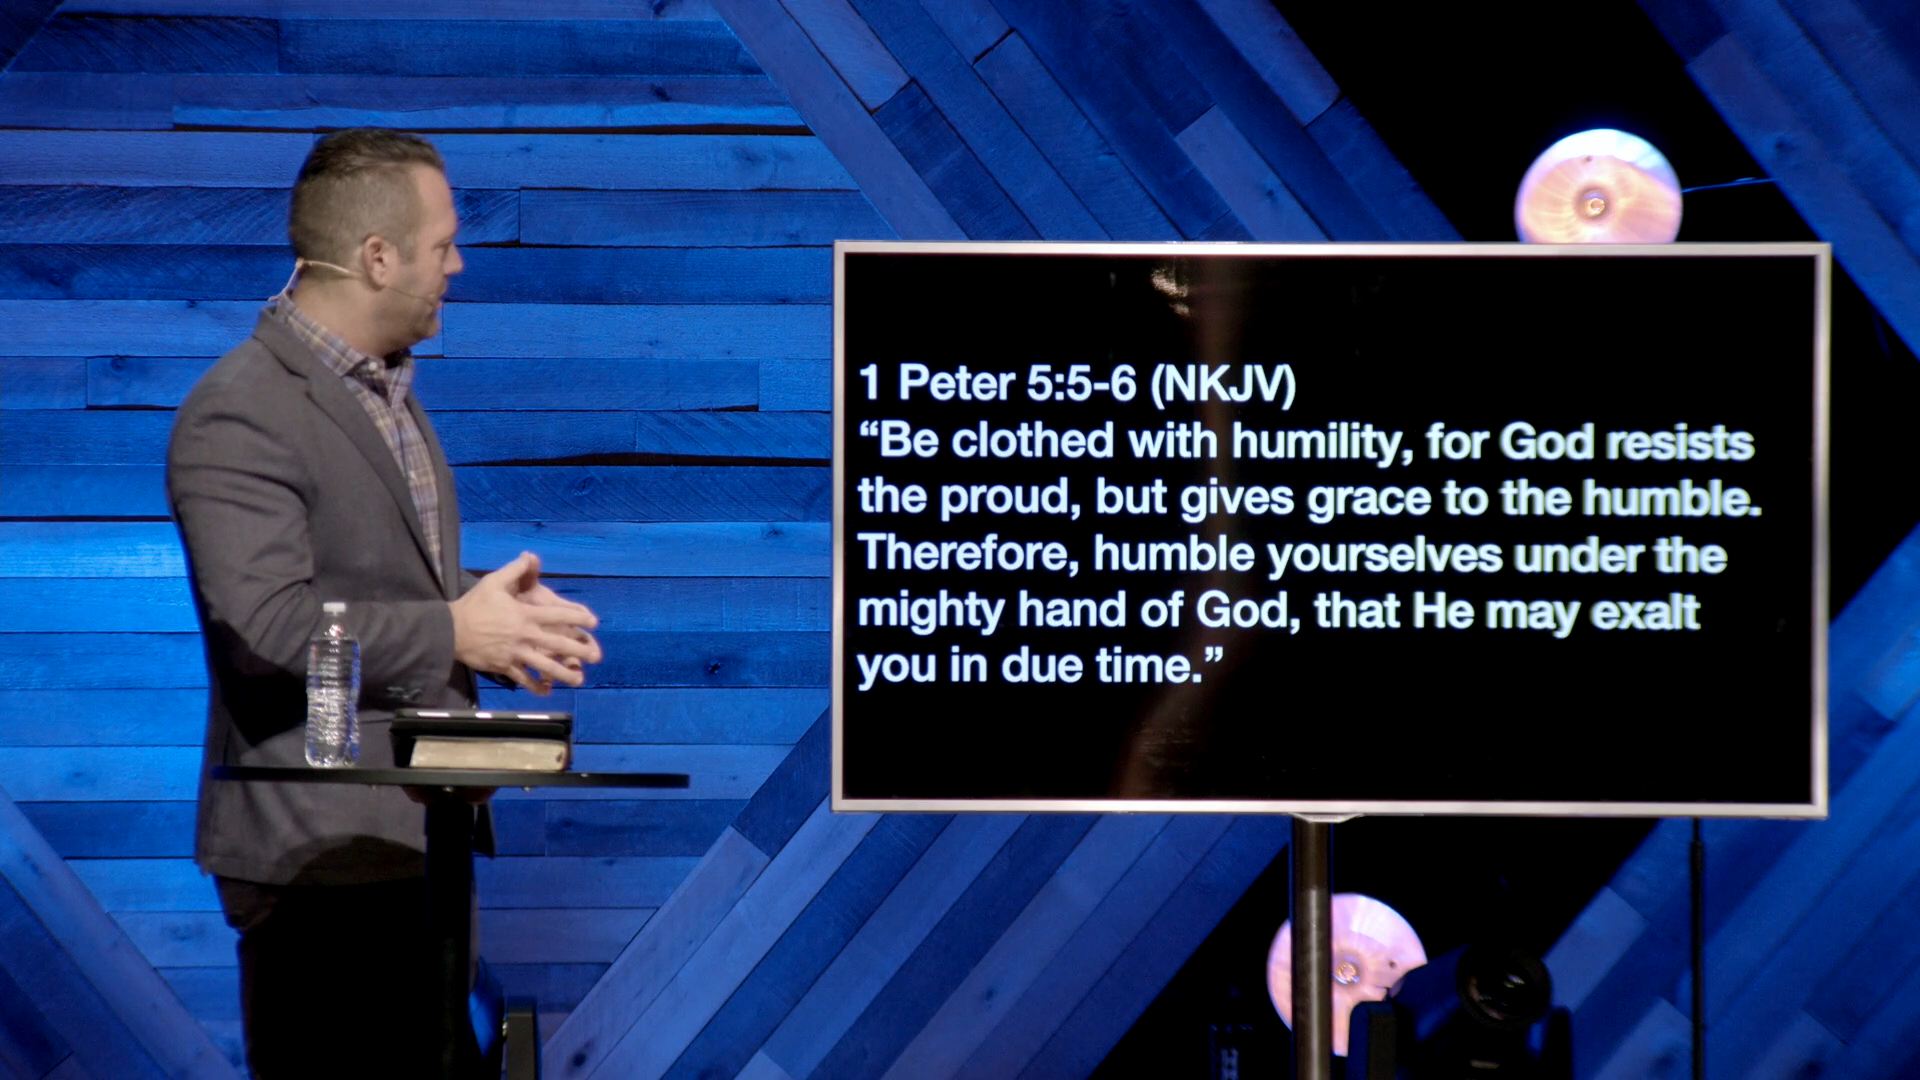 1 Peter 5:5-6 (NKJV)
“Be clothed with humility, for God resists
the proud, but gives grace to the humble.
Therefore, humble yourselves under the
mighty hand of God, that He may exalt
you in due time.”